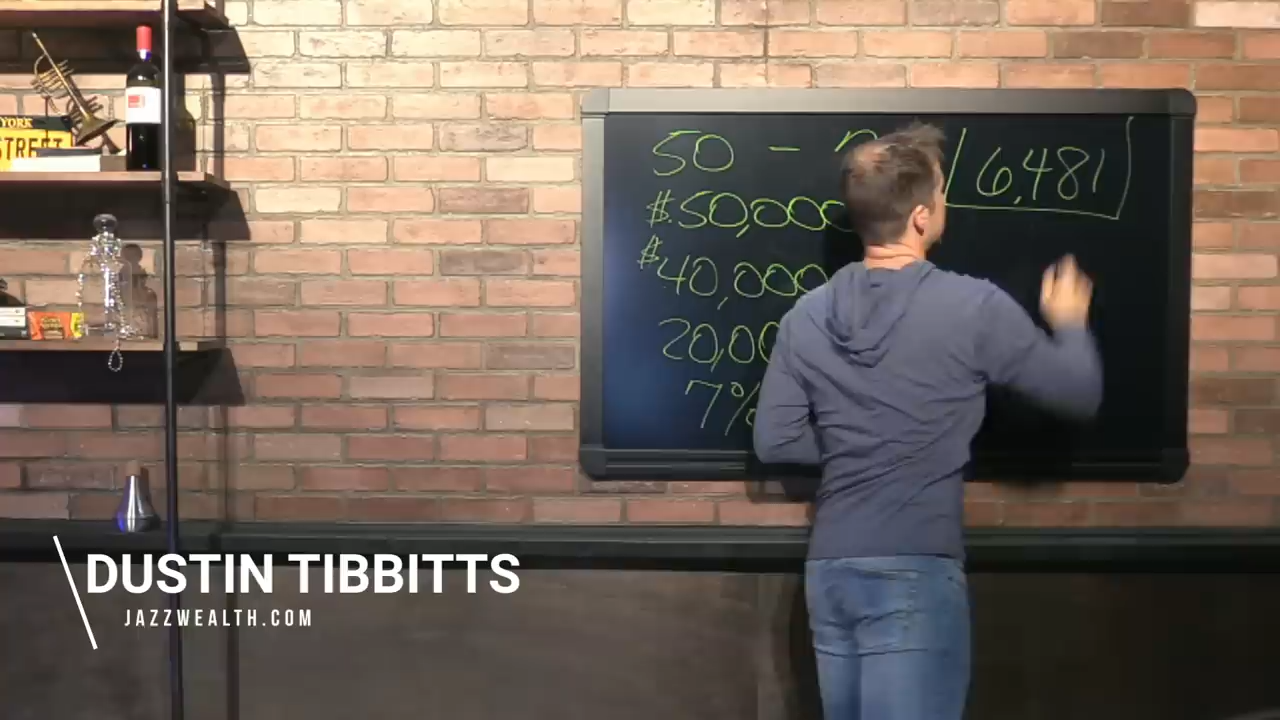 YORK
STREET
50 -
6,481
$50,000
$40,000
20,00
7%
DUSTIN TIBBITTS
JAZZWEALTH.COM